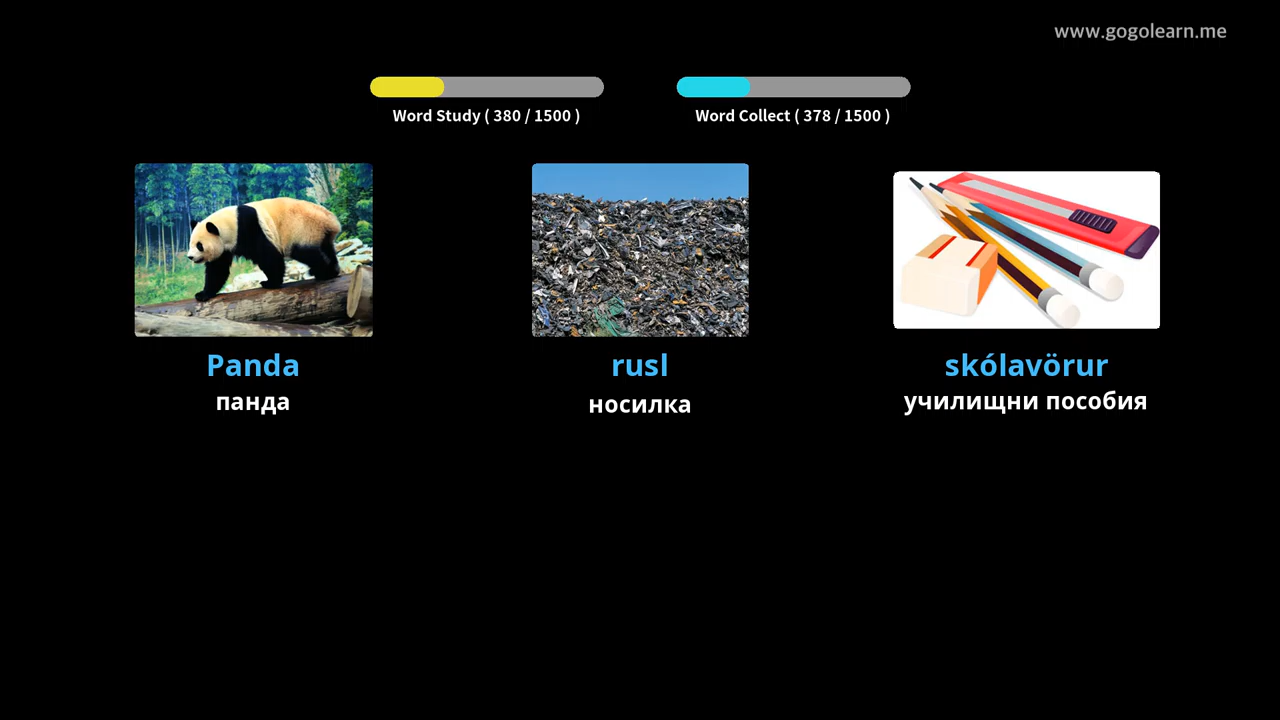 www.gogolearn.me
Word Study ( 380 / 1500 )
Word Collect ( 378 / 1500 )
Panda
rusl
skólavörur
панда
носилка
училищни пособия